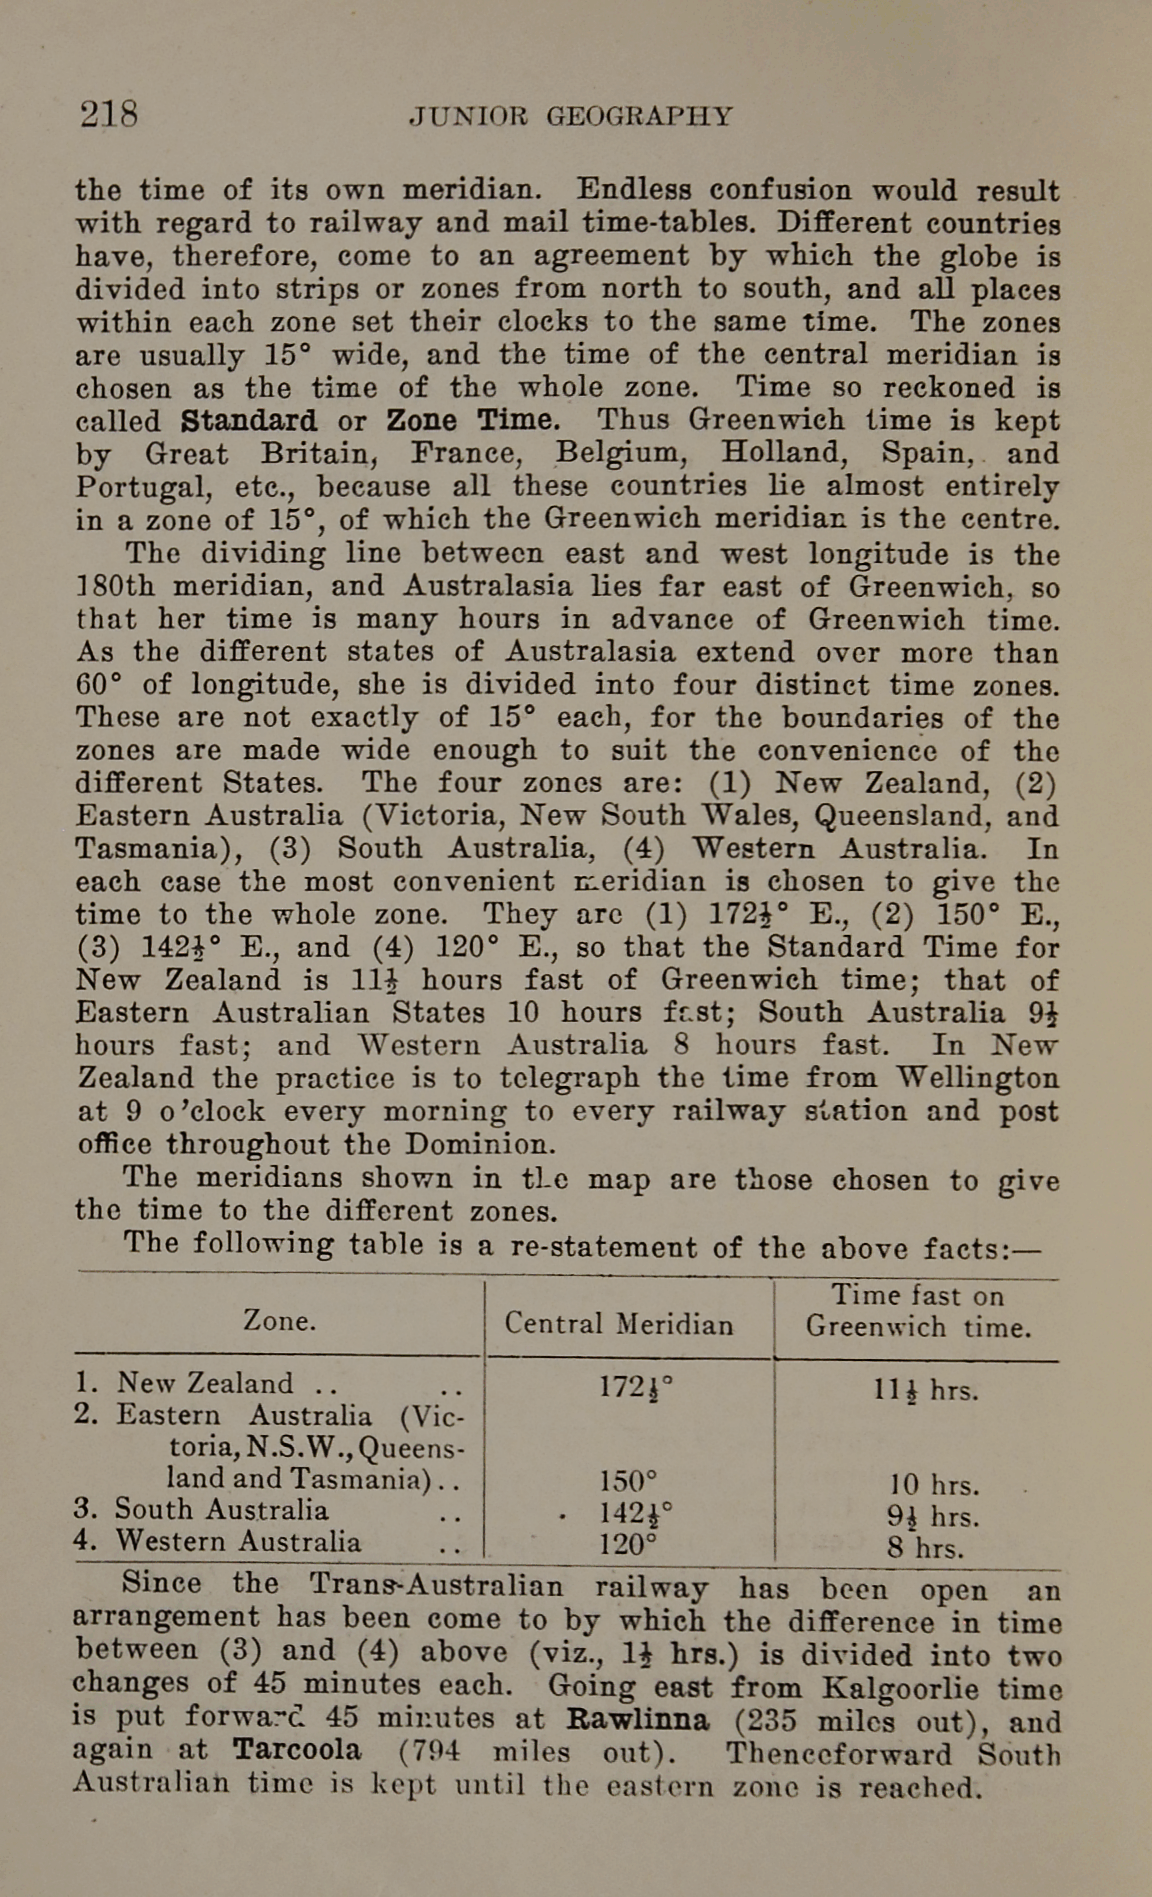 218 JUNIOR GEOGRAPHY
the time of its own meridian. Endless confusion would result
with regard to railway and mail time-tables. Different countries
have, therefore, come to an agreement by which the globe is
divided into strips or zones from north to south, and all places
within each zone set their clocks to the same time. The zones
are usually 15° wide, and the time of the central meridian is
chosen as the time of the whole zone. Time so reckoned is
called Standard or Zone Time. Thus Greenwich time is kept
by Great Britain, France, Belgium, Holland, Spain, and
Portugal, etc., because all these countries lie almost entirely
in a zone of 15°, of which the Greenwich meridian is the centre.
The dividing line between east and west longitude is the
180th meridian, and Australasia lies far east of Greenwich, so
that her time is many hours in advance of Greenwich time.
As the different states of Australasia extend over more than
60° of longitude, she is divided into four distinct time zones.
These are not exactly of 15° each, for the boundaries of the
zones are made wide enough to suit the convenience of the
different States. The four zones are: (1) New Zealand, (2)
Eastern Australia (Victoria, New South Wales, Queensland, and
Tasmania), (3) South Australia, (4) Western Australia. In
each case the most convenient meridian is chosen to give the
time to the whole zone. They are (1) 172½° E., (2) 150° E.,
(3) 142½° E., and (4) 120° E., so that the Standard Time for
New Zealand is 11½ hours fast of Greenwich time; that of
Eastern Australian States 10 hours fast; South Australia 9½
hours fast; and Western Australia 8 hours fast. In New
Zealand the practice is to telegraph the time from Wellington
at 9 o'clock every morning to every railway station and post
office throughout the Dominion.
The meridians shown in the map are those chosen to give
the time to the different zones.
The following table is a re-statement of the above facts:—
Zone. Central Meridian Time fast on
Greenwich time.
1. New Zealand .. .. 172½° 11½ hrs.
2. Eastern Australia (Vic-
toria, N.S.W., Queens-
land and Tasmania) .. 150° 10 hrs.
3. South Australia .. 142½° 9½ hrs.
4. Western Australia .. 120° 8 hrs.
Since the Trans-Australian railway has been open an
arrangement has been come to by which the difference in time
between (3) and (4) above (viz., 1½ hrs.) is divided into two
changes of 45 minutes each. Going east from Kalgoorlie time
is put forward 45 minutes at Rawlinna (235 miles out), and
again at Tarcoola (794 miles out). Thenceforward South
Australian time is kept until the eastern zone is reached.